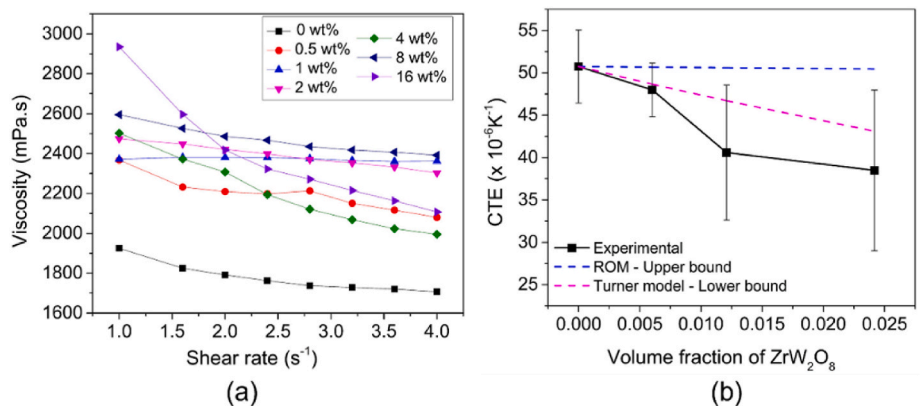 (a)
3000
2800
2600
2400
2200
2000
1800
1600
Viscosity (mPa.s)
0 wt%
0.5 wt%
1 wt%
2 wt%
4 wt%
8 wt%
16 wt%
1.0 1.5 2.0 2.5 3.0 3.5 4.0
Shear rate (s⁻¹)
(a)
(b)
55
50
45
40
35
30
25
CTE (x 10⁻⁶K⁻¹)
Experimental
ROM - Upper bound
Turner model - Lower bound
0.000 0.005 0.010 0.015 0.020 0.025
Volume fraction of ZrW₂O₈
(b)